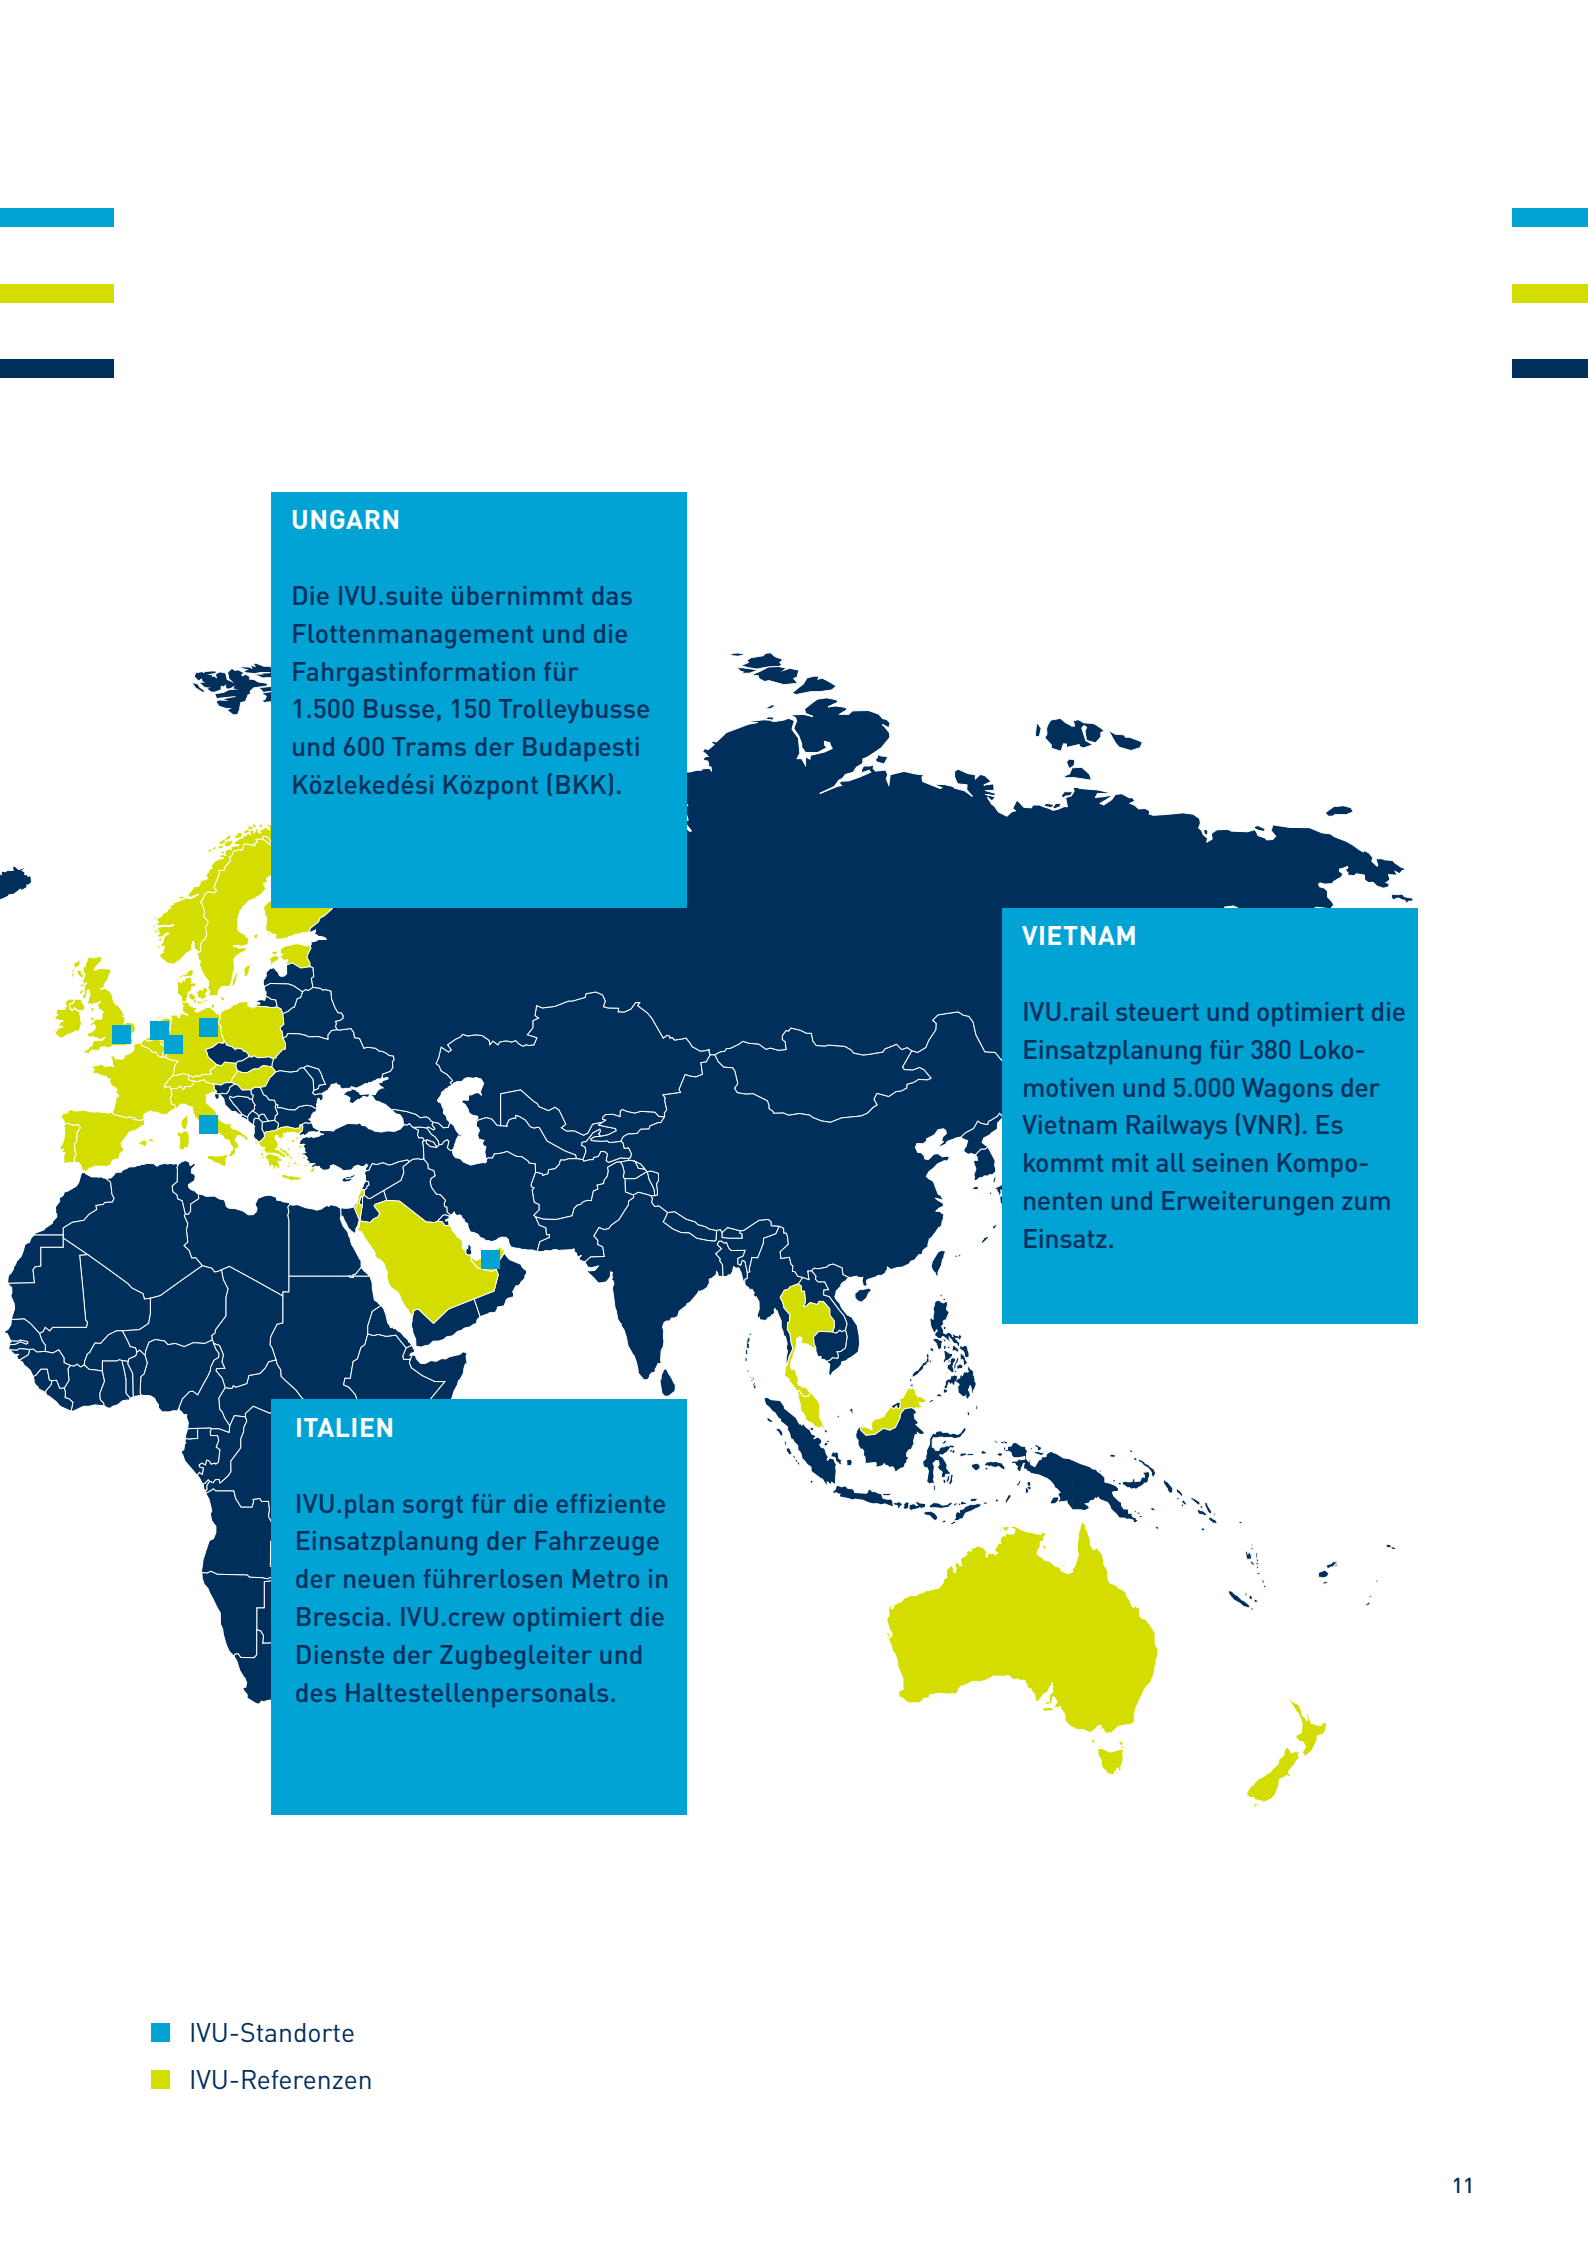 UNGARN
Die IVU.suite übernimmt das
Flottenmanagement und die
Fahrgastinformation für
1.500 Busse, 150 Trolleybusse
und 600 Trams der Budapesti
Közlekedési Központ (BKK).
VIETNAM
IVU.rail steuert und optimiert die
Einsatzplanung für 380 Loko-
motiven und 5.000 Wagons der
Vietnam Railways (VNR). Es
kommt mit all seinen Kompo-
nenten und Erweiterungen zum
Einsatz.
ITALIEN
IVU.plan sorgt für die effiziente
Einsatzplanung der Fahrzeuge
der neuen führerlosen Metro in
Brescia. IVU.crew optimiert die
Dienste der Zugbegleiter und
des Haltestellenpersonals.
IVU-Standorte
IVU-Referenzen
11